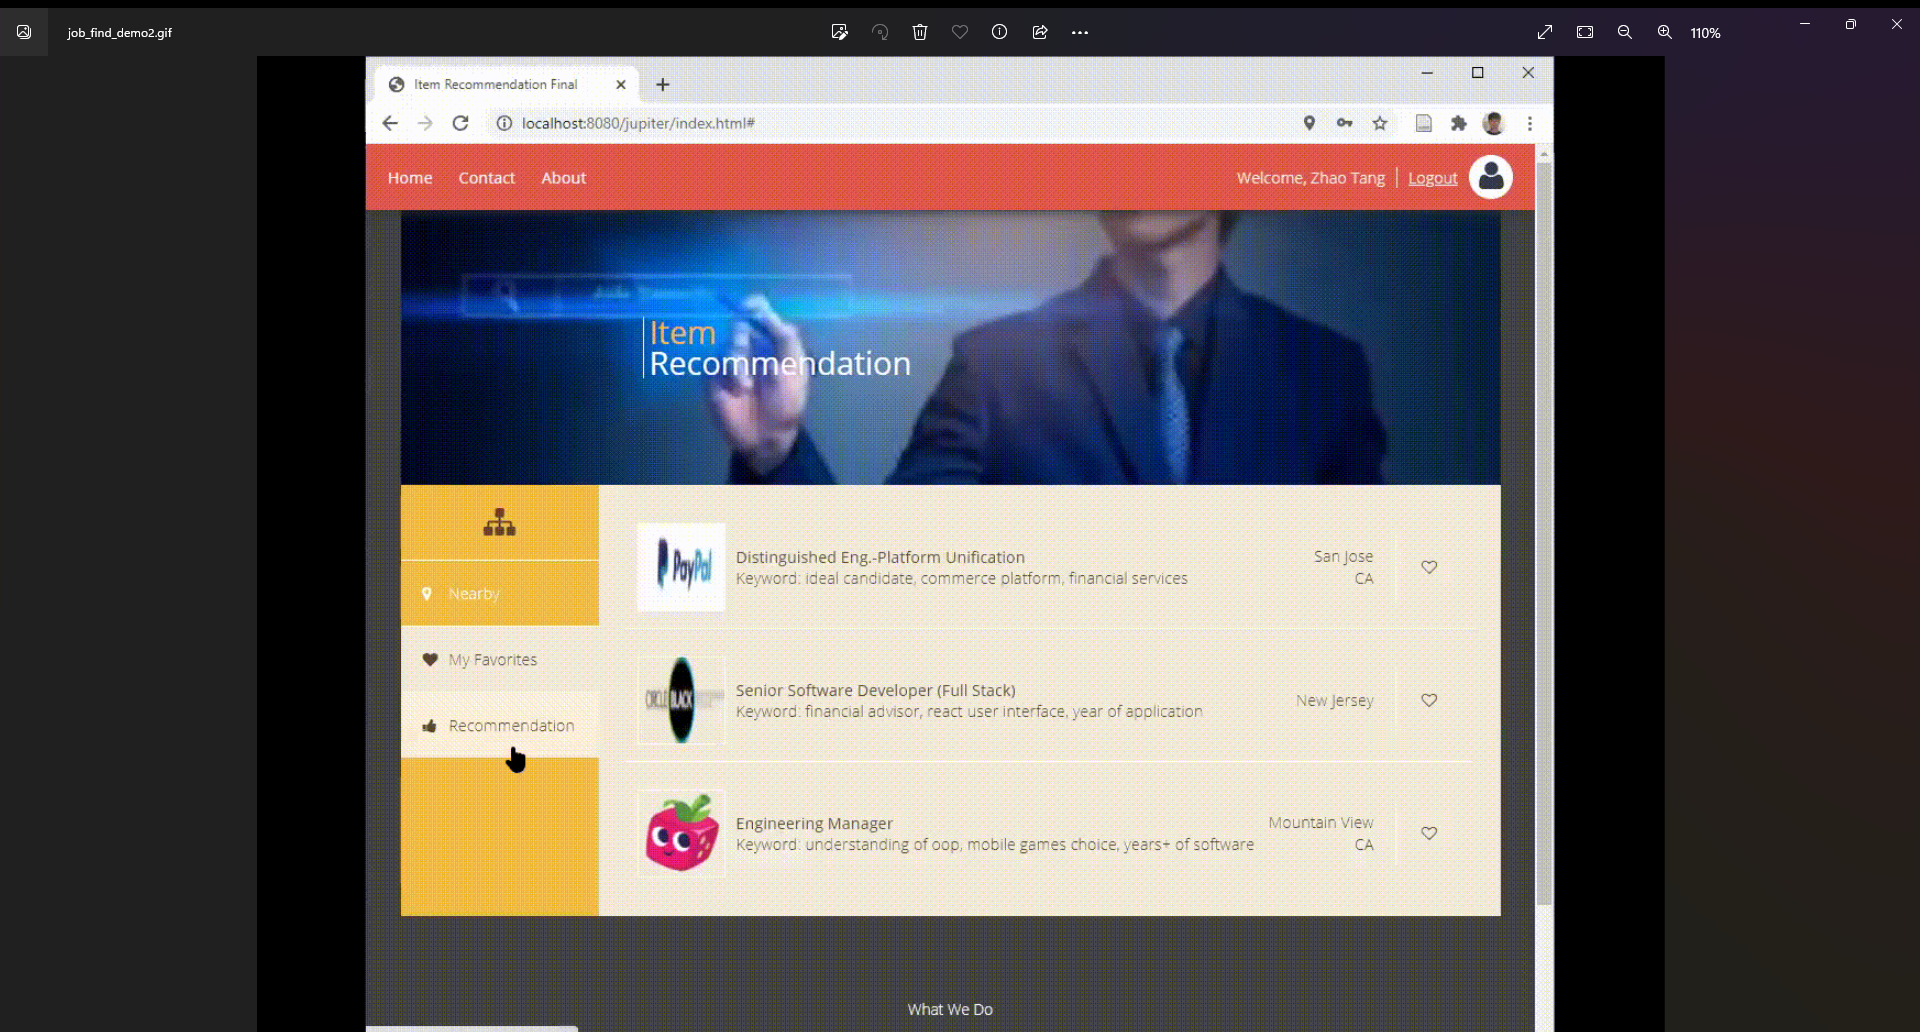 job_find_demo2.gif
110%
Item Recommendation Final
localhost:8080/jupiter/index.html#
Home Contact About
Welcome, Zhao Tang Logout
Item
Recommendation
PayPal
Distinguished Eng.-Platform Unification
Keyword: ideal candidate, commerce platform, financial services
San Jose
CA
Nearby
My Favorites
Recommendation
CIRCLE BLACK
Senior Software Developer (Full Stack)
Keyword: financial advisor, react user interface, year of application
New Jersey
Engineering Manager
Keyword: understanding of oop, mobile games choice, years+ of software
Mountain View
CA
What We Do